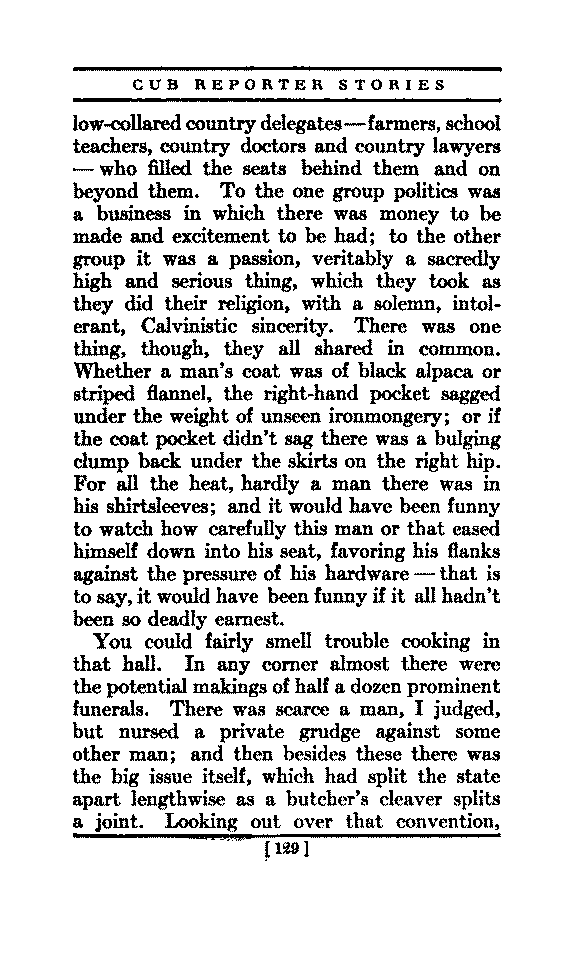 CUB REPORTER STORIES
low-collared country delegates—farmers, school
teachers, country doctors and country lawyers
— who filled the seats behind them and on
beyond them. To the one group politics was
a business in which there was money to be
made and excitement to be had; to the other
group it was a passion, veritably a sacredly
high and serious thing, which they took as
they did their religion, with a solemn, intol-
erant, Calvinistic sincerity. There was one
thing, though, they all shared in common.
Whether a man's coat was of black alpaca or
striped flannel, the right-hand pocket sagged
under the weight of unseen ironmongery; or if
the coat pocket didn't sag there was a bulging
clump back under the skirts on the right hip.
For all the heat, hardly a man there was in
his shirtsleeves; and it would have been funny
to watch how carefully this man or that eased
himself down into his seat, favoring his flanks
against the pressure of his hardware — that is
to say, it would have been funny if it all hadn't
been so deadly earnest.
You could fairly smell trouble cooking in
that hall. In any corner almost there were
the potential makings of half a dozen prominent
funerals. There was scarce a man, I judged,
but nursed a private grudge against some
other man; and then besides these there was
the big issue itself, which had split the state
apart lengthwise as a butcher's cleaver splits
a joint. Looking out over that convention,
[129]